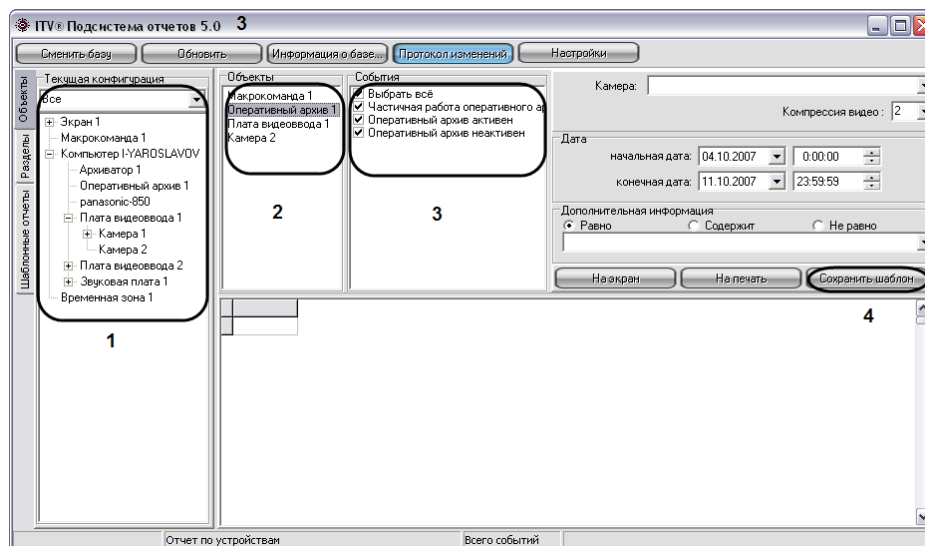 ITV® Подсистема отчетов 5.0 3
Сменить базу Обновить Информация о базе... Протокол изменений Настройки
Объекты
Разделы
Шаблонные отчеты
Текущая конфигурация
Все
Экран 1
Макрокоманда 1
Компьютер I-YAROSLAVOV
Архиватор 1
Оперативный архив 1
panasonic-850
Плата видеоввода 1
Камера 1
Камера 2
Плата видеоввода 2
Звуковая плата 1
Временная зона 1
1
Объекты
Макрокоманда 1
Оперативный архив 1
Плата видеоввода 1
Камера 2
2
События
Выбрать всё
Частичная работа оперативного ар
Оперативный архив активен
Оперативный архив неактивен
3
Камера:
Компрессия видео : 2
Дата
начальная дата: 04.10.2007 0:00:00
конечная дата: 11.10.2007 23:59:59
Дополнительная информация
Равно Содержит Не равно
На экран На печать Сохранить шаблон
4
Отчет по устройствам Всего событий